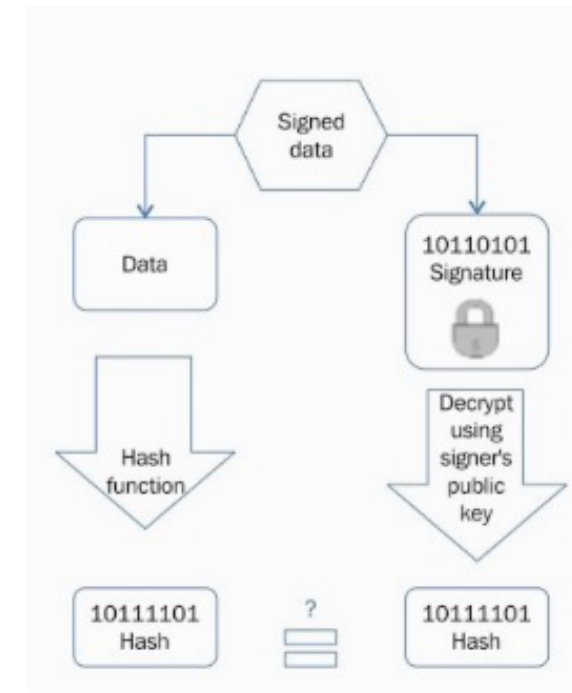 Signed
data
Data
10110101
Signature
Hash
function
Decrypt
using
signer's
public
key
10111101
Hash
?
10111101
Hash